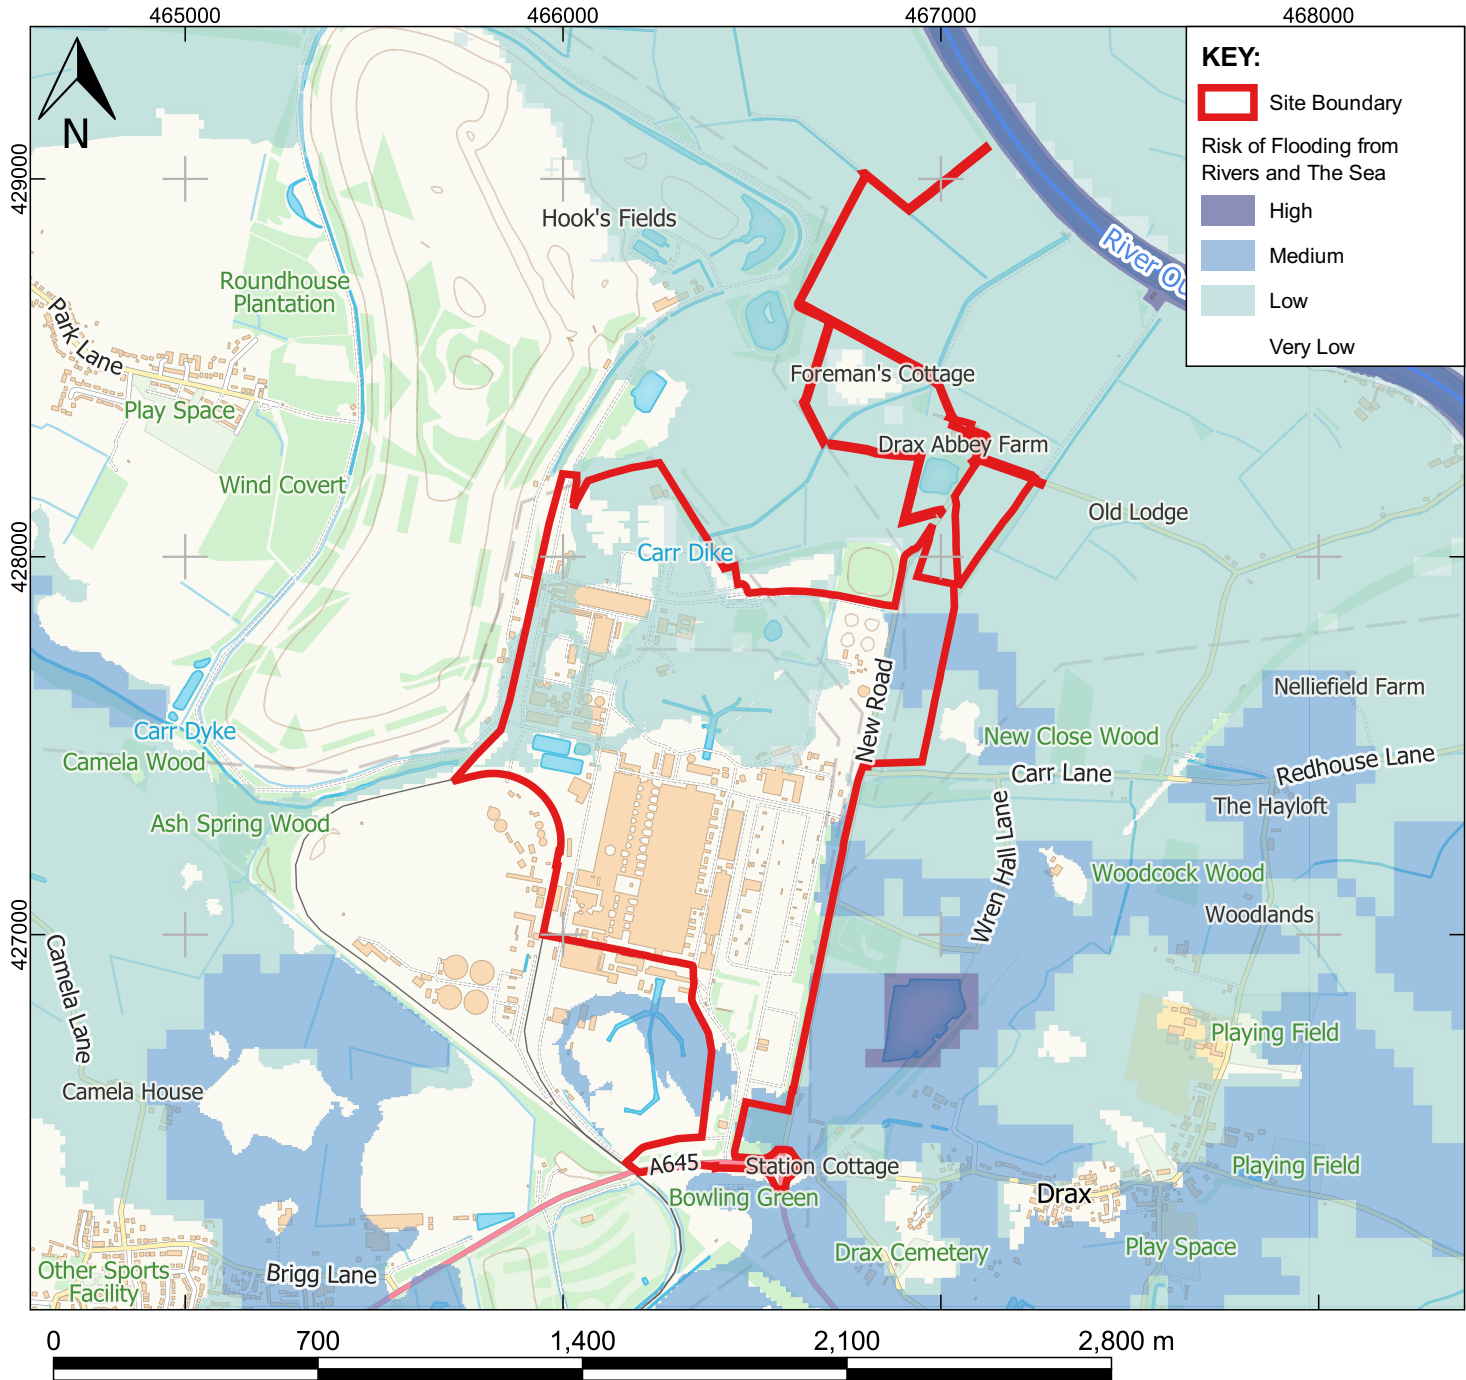 465000
466000
467000
468000
429000
428000
427000
N
KEY:
Site Boundary
Risk of Flooding from
Rivers and The Sea
High
Medium
Low
Very Low
River Ou
Hook's Fields
Roundhouse
Plantation
Park Lane
Play Space
Foreman's Cottage
Drax Abbey Farm
Wind Covert
Old Lodge
Carr Dike
New Road
Nelliefield Farm
Carr Dyke
New Close Wood
Camela Wood
Carr Lane
Redhouse Lane
The Hayloft
Ash Spring Wood
Wren Hall Lane
Woodcock Wood
Woodlands
Camela Lane
Playing Field
Camela House
A645
Station Cottage
Playing Field
Bowling Green
Drax
Drax Cemetery
Play Space
Other Sports
Facility
Brigg Lane
0
700
1,400
2,100
2,800 m